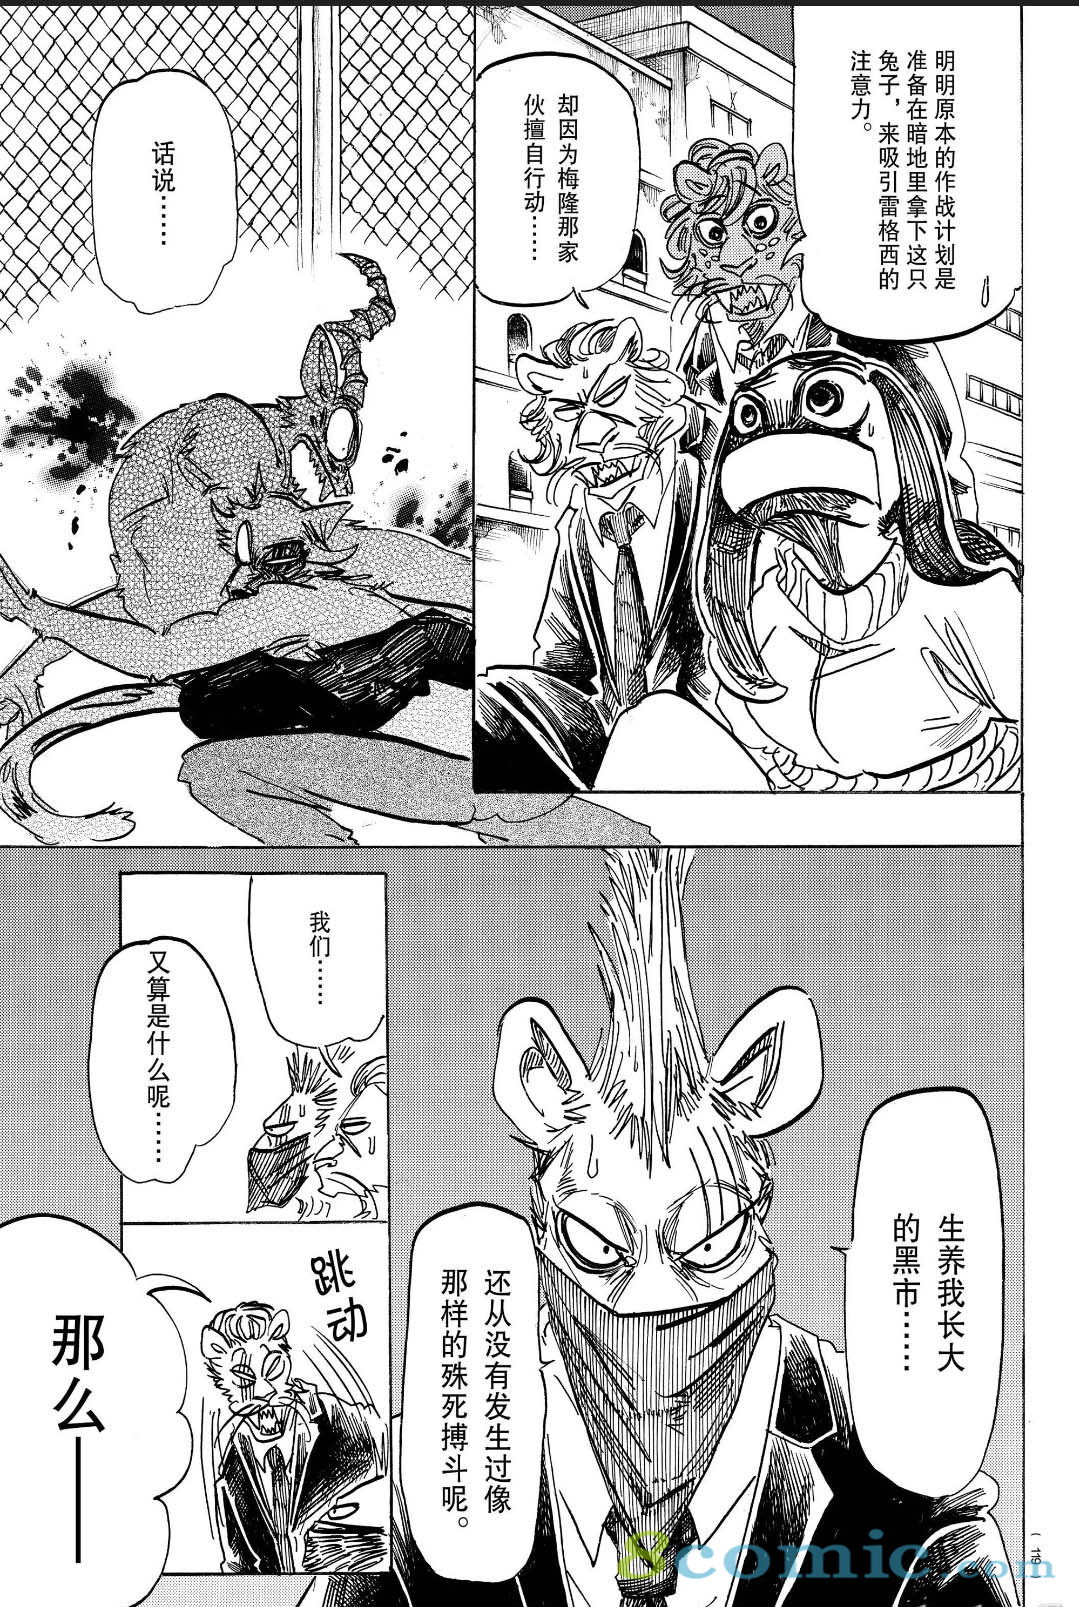 明明原本的作战计划是
准备在暗地里拿下这只
兔子，来吸引雷格西的
注意力。
却因为梅隆那家
伙擅自行动……
话说……
生养我长大
的黑市……
还从没有发生过像
那样的殊死搏斗呢。
我们……
又算是什么呢……
跳动
那么——
119
8comic.com